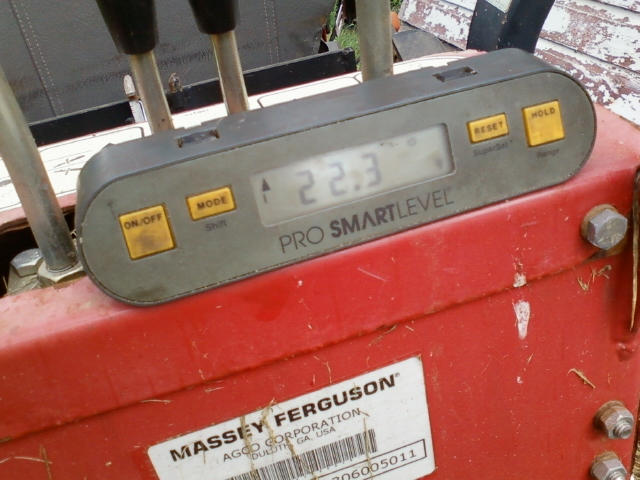 ON/OFF
MODE
Shift
22.3
RESET
HOLD
Range
PRO SMARTLEVEL
MASSEY FERGUSON
AGCO CORPORATION
DULUTH, GA. USA